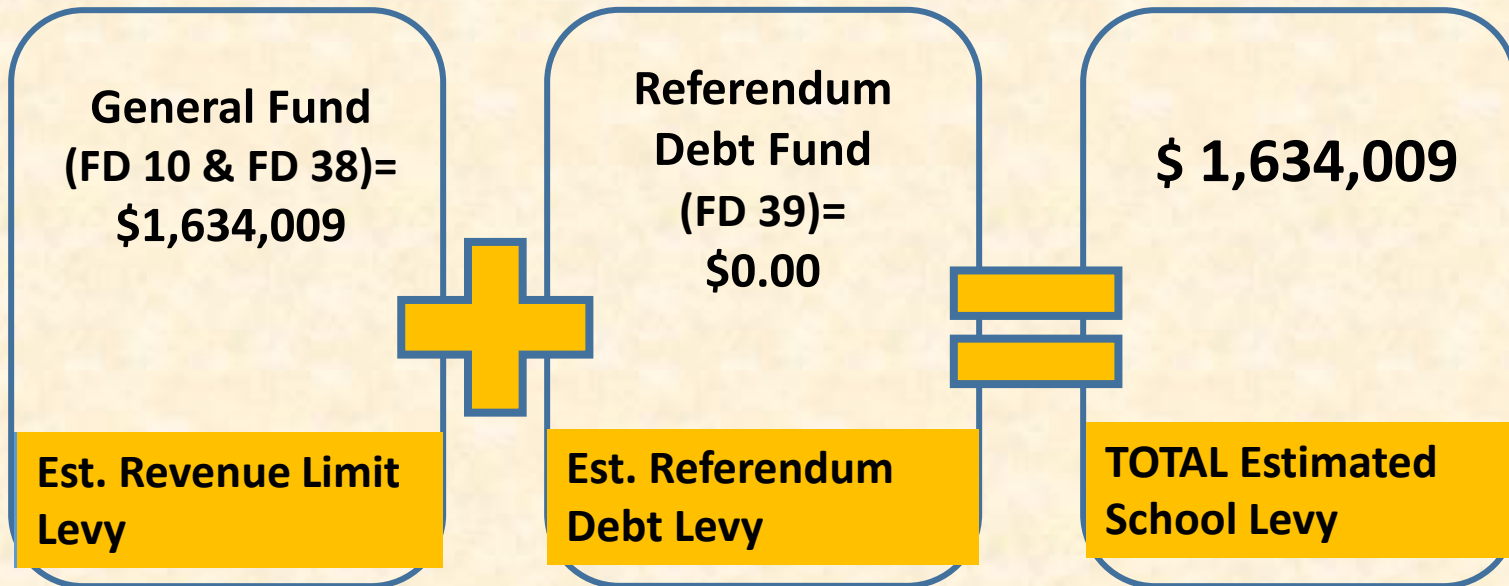 General Fund
(FD 10 & FD 38)=
$1,634,009
Est. Revenue Limit
Levy
Referendum
Debt Fund
(FD 39)=
$0.00
Est. Referendum
Debt Levy
$ 1,634,009
TOTAL Estimated
School Levy